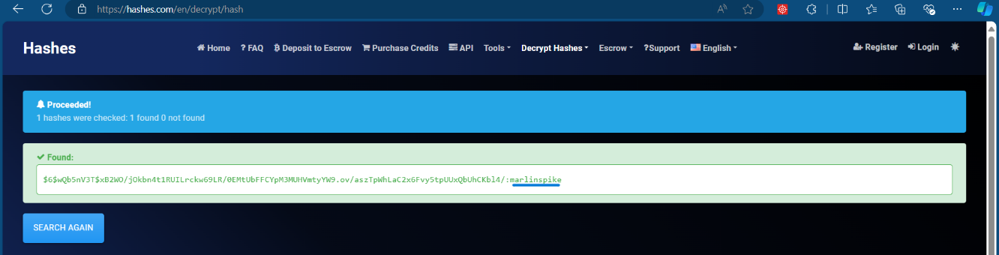 https://hashes.com/en/decrypt/hash
Hashes
Home
? FAQ
Deposit to Escrow
Purchase Credits
API
Tools
Decrypt Hashes
Escrow
?Support
English
Register
Login
Proceeded!
1 hashes were checked: 1 found 0 not found
Found:
$6$wQb5nV3T$xB2WO/jOkbn4t1RUILrckw69LR/0EMtUbFFCYpM3MUHVmtyYW9.ov/aszTpWhLaC2x6Fvy5tpUUxQbUhCKbl4/:marlinspike
SEARCH AGAIN